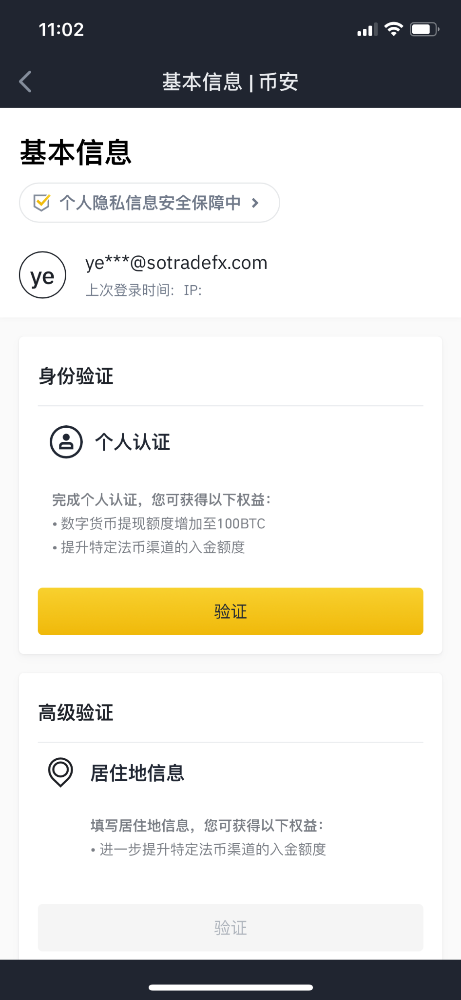 11:02
基本信息 | 币安
基本信息
个人隐私信息安全保障中
ye
ye***@sotradefx.com
上次登录时间: IP:
身份验证
个人认证
完成个人认证，您可获得以下权益：
• 数字货币提现额度增加至100BTC
• 提升特定法币渠道的入金额度
验证
高级验证
居住地信息
填写居住地信息，您可获得以下权益：
• 进一步提升特定法币渠道的入金额度
验证